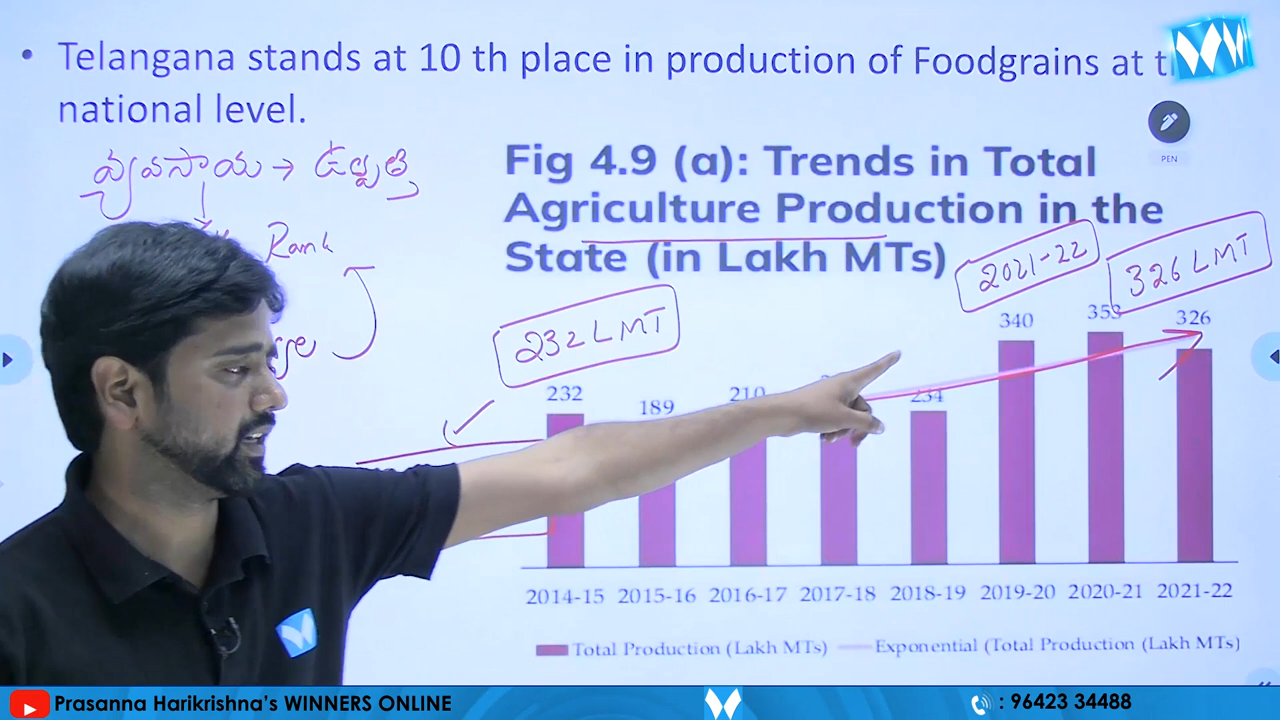 • Telangana stands at 10 th place in production of Foodgrains at
national level.
వ్యవసాయ → ఉత్పత్తి
Rank
PEN
Fig 4.9 (a): Trends in Total
Agriculture Production in the
State (in Lakh MTs)
2021-22
326 LMT
232 LMT
232
189
210
234
340
353
326
2014-15 2015-16 2016-17 2017-18 2018-19 2019-20 2020-21 2021-22
Total Production (Lakh MTs) Exponential (Total Production (Lakh MTs)
Prasanna Harikrishna's WINNERS ONLINE
: 96423 34488